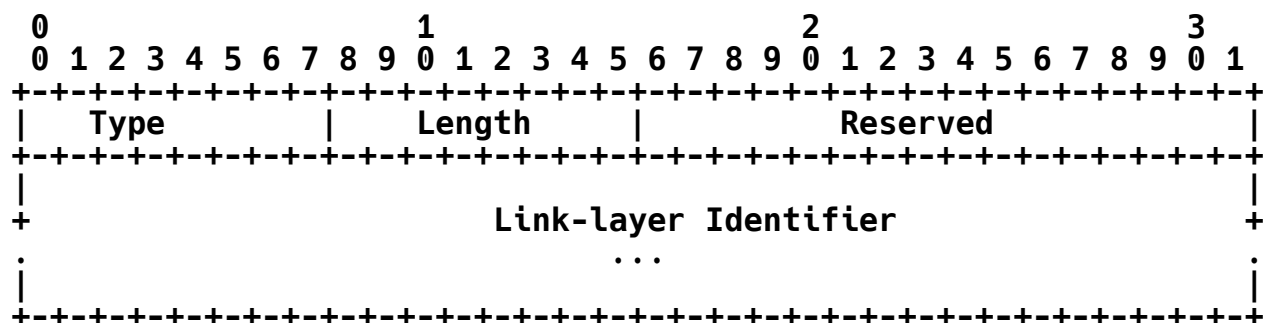 0                   1                   2                   3
 0 1 2 3 4 5 6 7 8 9 0 1 2 3 4 5 6 7 8 9 0 1 2 3 4 5 6 7 8 9 0 1
+-+-+-+-+-+-+-+-+-+-+-+-+-+-+-+-+-+-+-+-+-+-+-+-+-+-+-+-+-+-+-+-+
|   Type        |    Length     |          Reserved             |
+-+-+-+-+-+-+-+-+-+-+-+-+-+-+-+-+-+-+-+-+-+-+-+-+-+-+-+-+-+-+-+-+
|                                                               |
+                        Link-layer Identifier                  +
.                              ...                              .
|                                                               |
+-+-+-+-+-+-+-+-+-+-+-+-+-+-+-+-+-+-+-+-+-+-+-+-+-+-+-+-+-+-+-+-+